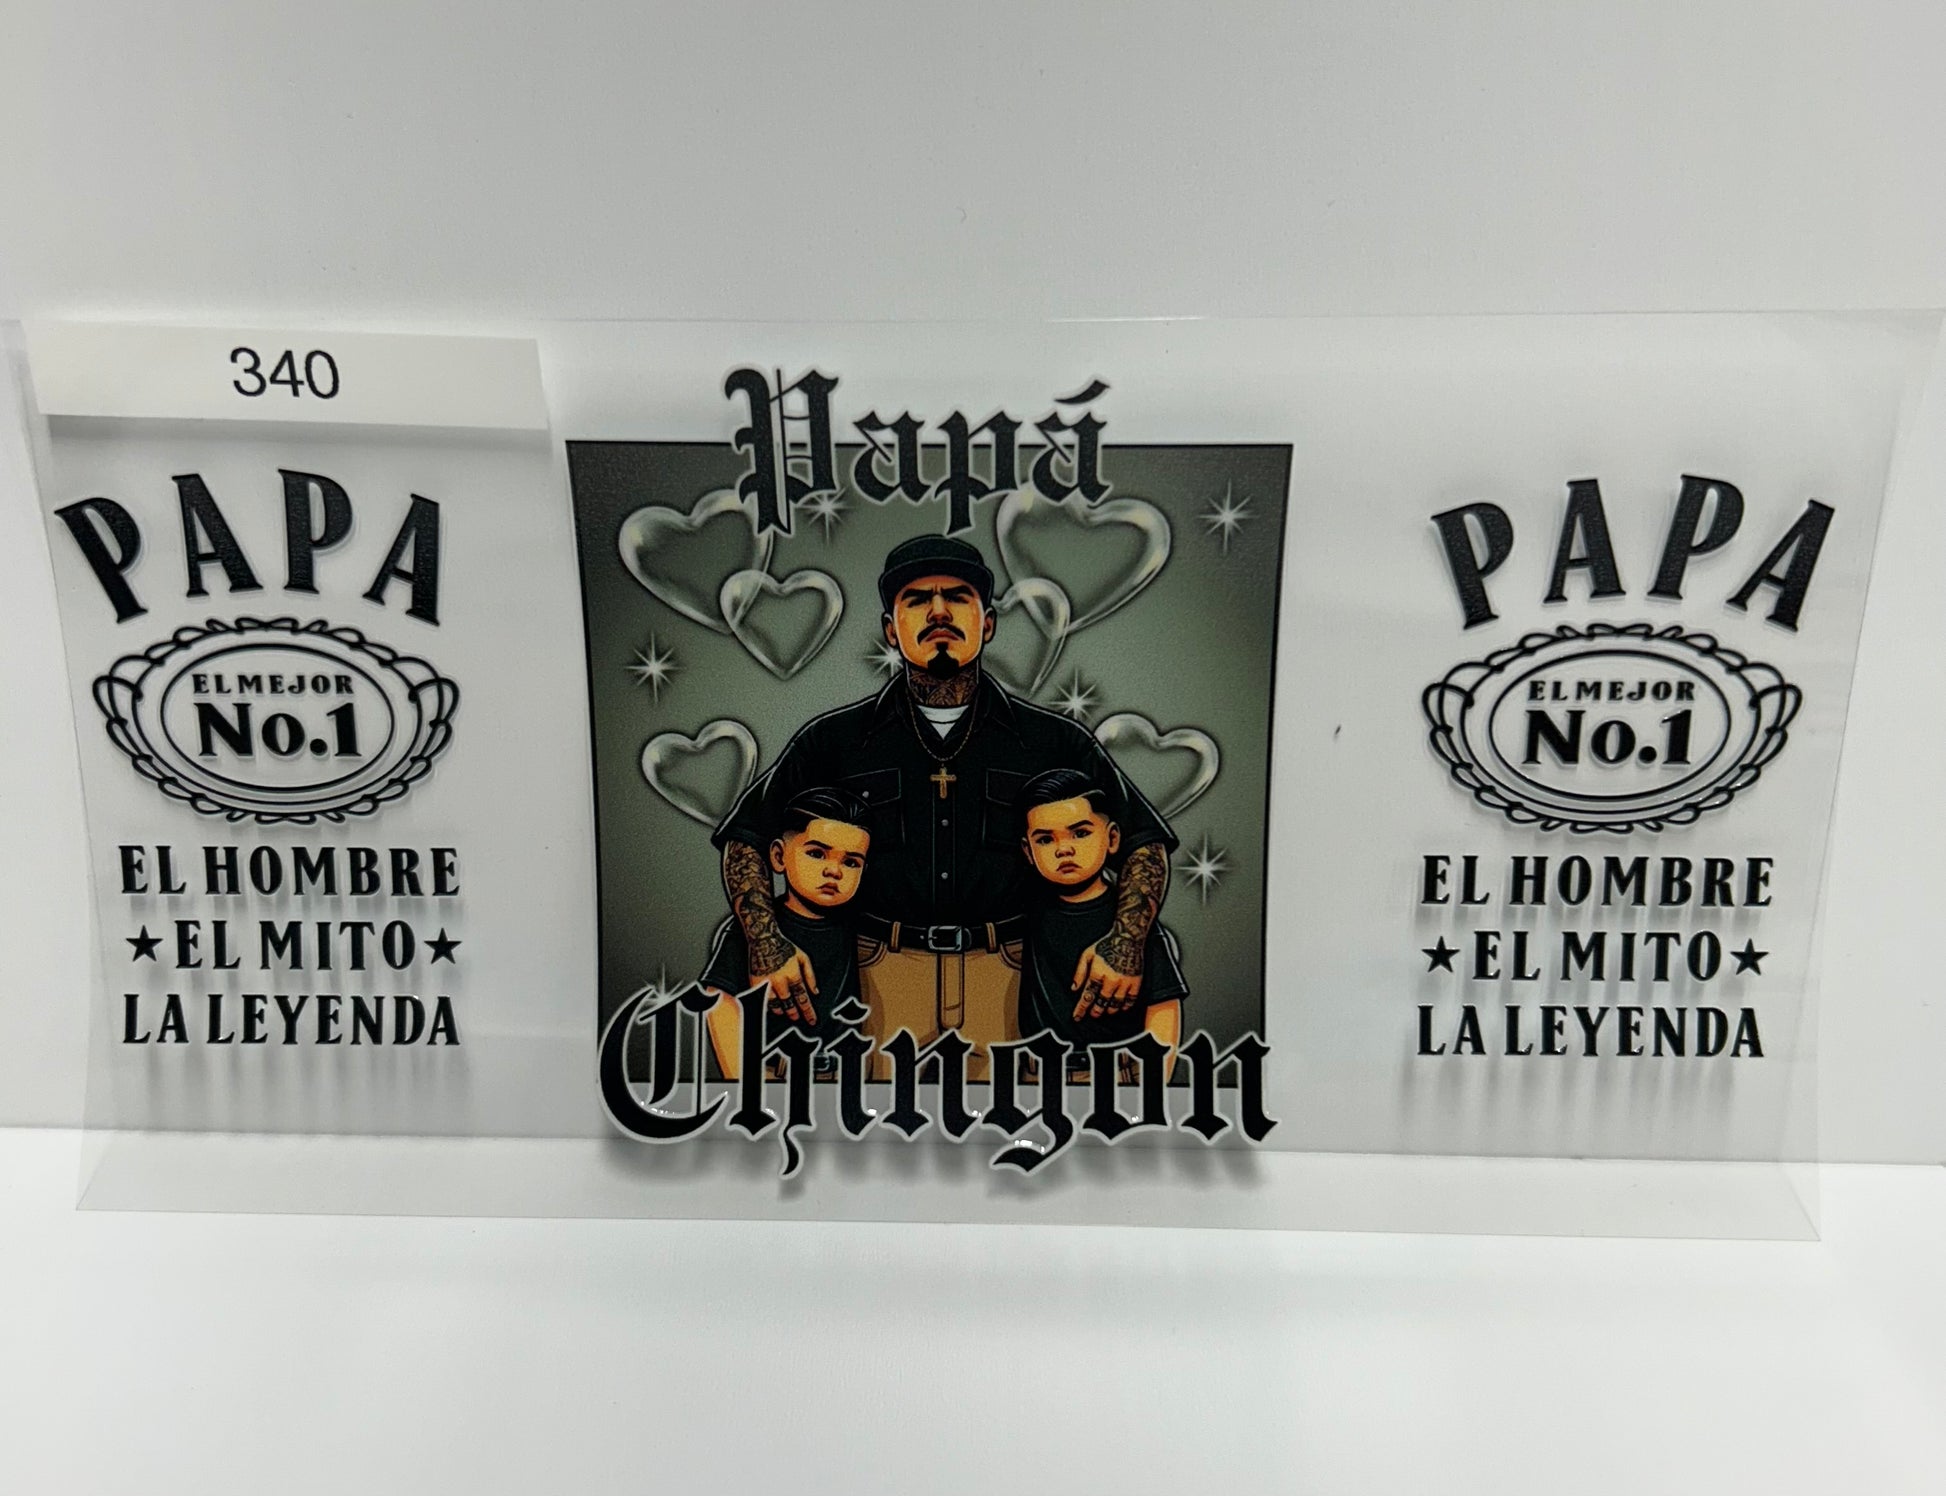 340
PAPA
EL MEJOR
No.1
EL HOMBRE
★EL MITO★
LA LEYENDA
Papá
Chingon
PAPA
EL MEJOR
No.1
EL HOMBRE
★EL MITO★
LA LEYENDA